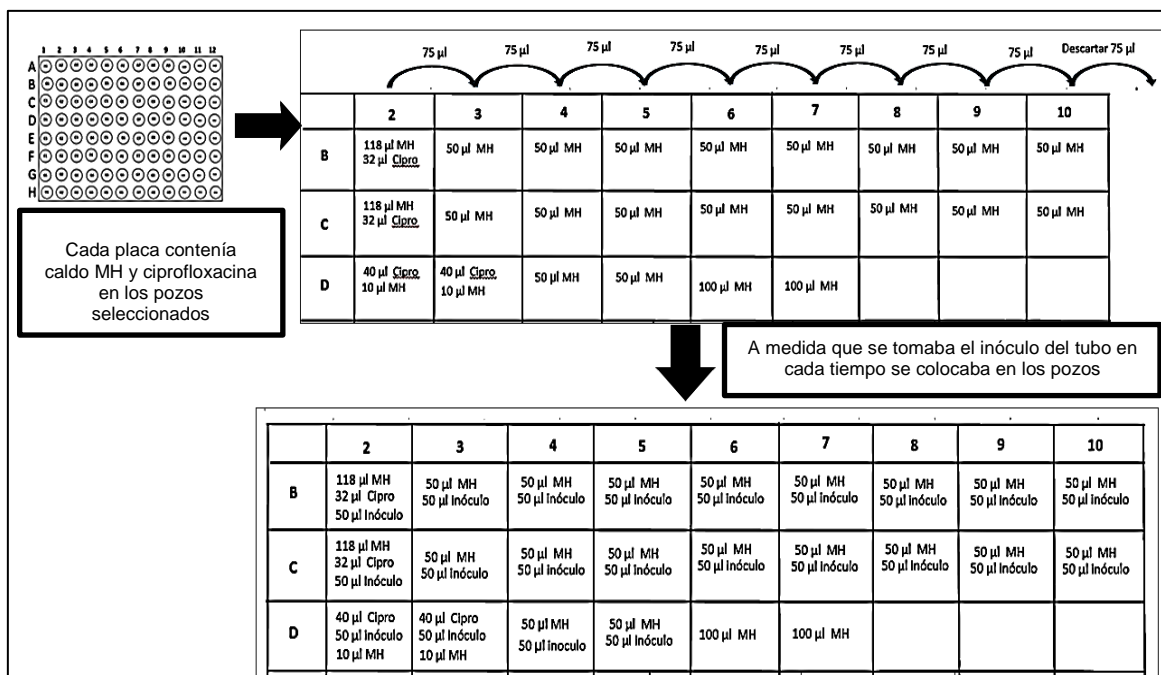 1 2 3 4 5 6 7 8 9 10 11 12
A
B
C
D
E
F
G
H
Cada placa contenía
caldo MH y ciprofloxacina
en los pozos
seleccionados
75 µl 75 µl 75 µl 75 µl 75 µl 75 µl 75 µl 75 µl Descartar 75 µl
2 3 4 5 6 7 8 9 10
B
118 µl MH 50 µl MH 50 µl MH 50 µl MH 50 µl MH 50 µl MH 50 µl MH 50 µl MH 50 µl MH
32 µl Cipro
C
118 µl MH 50 µl MH 50 µl MH 50 µl MH 50 µl MH 50 µl MH 50 µl MH 50 µl MH 50 µl MH
32 µl Cipro
D
40 µl Cipro 40 µl Cipro 50 µl MH 50 µl MH 100 µl MH 100 µl MH
10 µl MH 10 µl MH
A medida que se tomaba el inóculo del tubo en
cada tiempo se colocaba en los pozos
2 3 4 5 6 7 8 9 10
B
118 µl MH 50 µl MH 50 µl MH 50 µl MH 50 µl MH 50 µl MH 50 µl MH 50 µl MH 50 µl MH
32 µl Cipro 50 µl Inóculo 50 µl Inóculo 50 µl Inóculo 50 µl Inóculo 50 µl Inóculo 50 µl Inóculo 50 µl Inóculo 50 µl Inóculo
50 µl Inóculo
C
118 µl MH 50 µl MH 50 µl MH 50 µl MH 50 µl MH 50 µl MH 50 µl MH 50 µl MH 50 µl MH
32 µl Cipro 50 µl Inóculo 50 µl Inóculo 50 µl Inóculo 50 µl Inóculo 50 µl Inóculo 50 µl Inóculo 50 µl Inóculo 50 µl Inóculo
50 µl Inóculo
D
40 µl Cipro 40 µl Cipro 50 µl MH 50 µl MH 100 µl MH 100 µl MH
50 µl Inóculo 50 µl Inóculo 50 µl inoculo 50 µl Inóculo
10 µl MH 10 µl MH